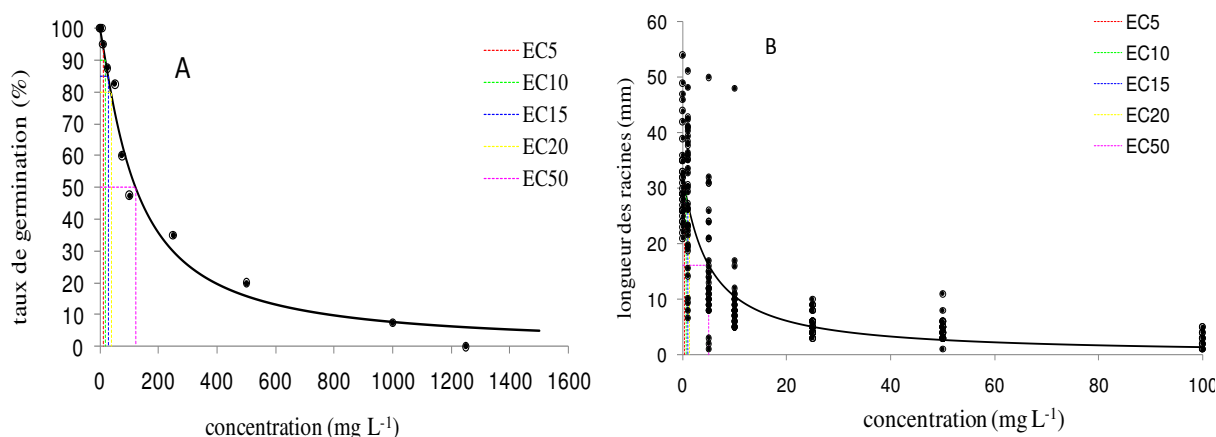 A
taux de germination (%)
100
90
80
70
60
50
40
30
20
10
0
0 200 400 600 800 1000 1200 1400 1600
concentration (mg L-1)
EC5
EC10
EC15
EC20
EC50
B
longueur des racines (mm)
60
50
40
30
20
10
0
0 20 40 60 80 100
concentration (mg L-1)
EC5
EC10
EC15
EC20
EC50